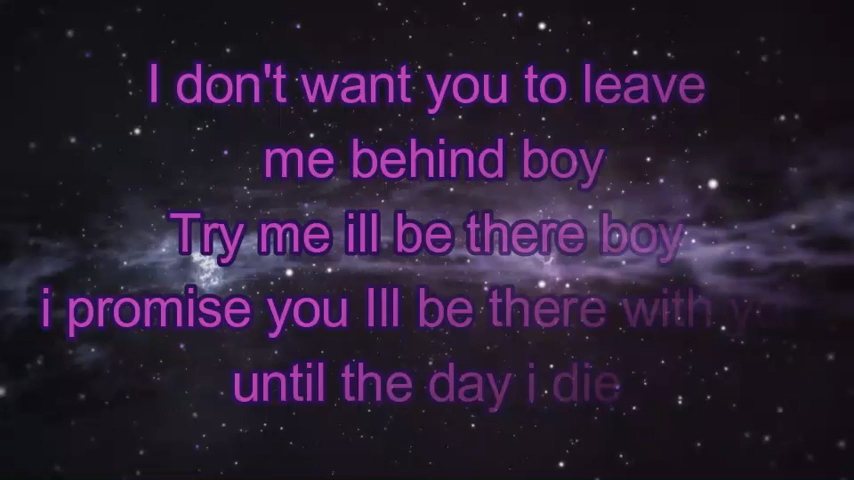 I don't want you to leave
me behind boy
Try me ill be there boy
i promise you Ill be there with
until the day i die